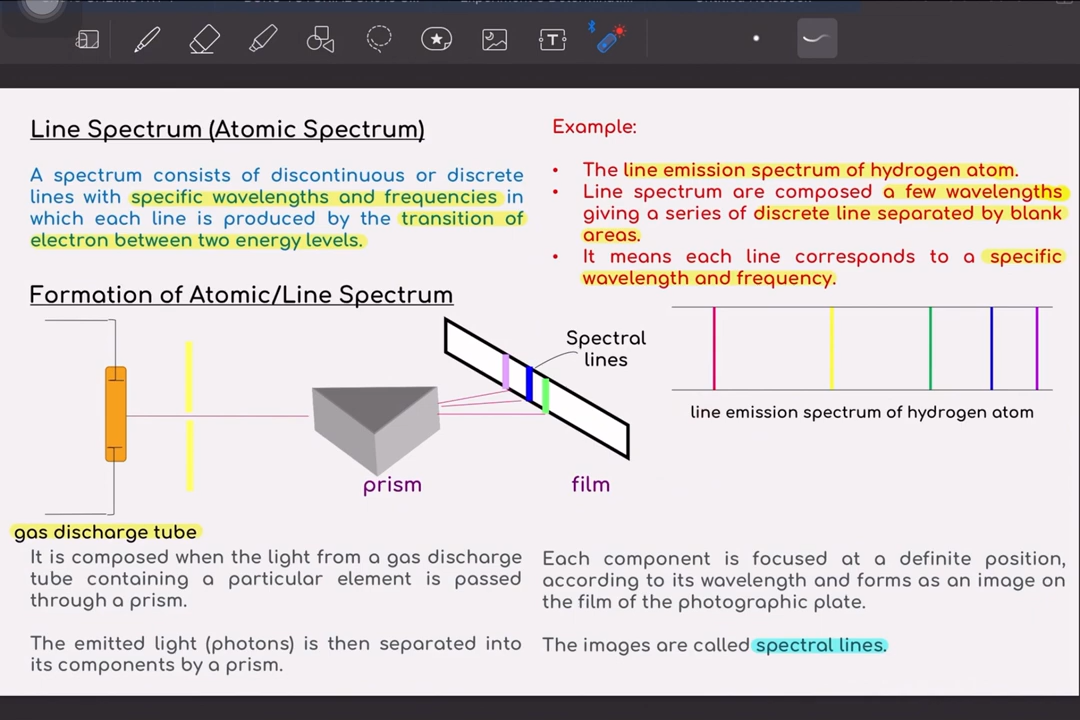 Line Spectrum (Atomic Spectrum)
A spectrum consists of discontinuous or discrete
lines with specific wavelengths and frequencies in
which each line is produced by the transition of
electron between two energy levels.
Example:
• The line emission spectrum of hydrogen atom.
• Line spectrum are composed a few wavelengths
giving a series of discrete line separated by blank
areas.
• It means each line corresponds to a specific
wavelength and frequency.
Formation of Atomic/Line Spectrum
Spectral
lines
prism
film
gas discharge tube
line emission spectrum of hydrogen atom
It is composed when the light from a gas discharge
tube containing a particular element is passed
through a prism.
The emitted light (photons) is then separated into
its components by a prism.
Each component is focused at a definite position,
according to its wavelength and forms as an image on
the film of the photographic plate.
The images are called spectral lines.